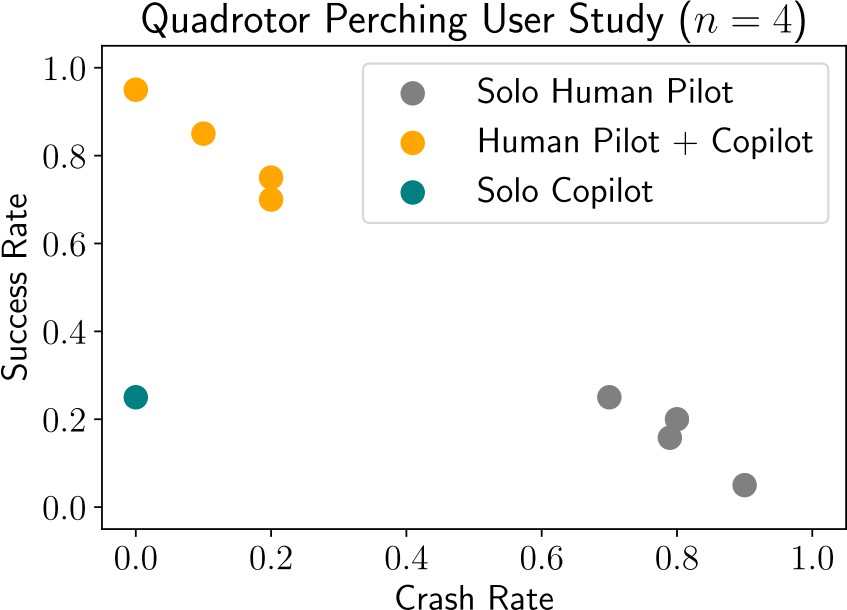 Quadrotor Perching User Study (n = 4)
1.0
0.8
0.6
0.4
0.2
0.0
Success Rate
Solo Human Pilot
Human Pilot + Copilot
Solo Copilot
0.0 0.2 0.4 0.6 0.8 1.0
Crash Rate